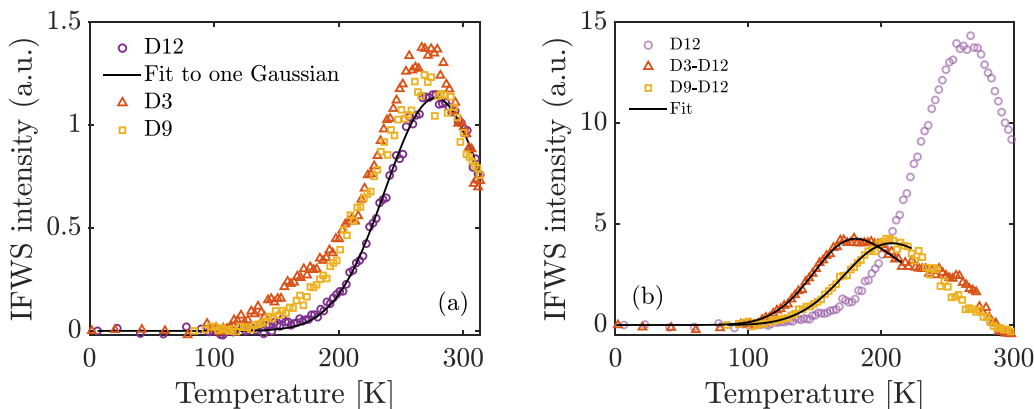 IFWS intensity (a.u.)
1.5
1
0.5
0
D12
Fit to one Gaussian
D3
D9
(a)
0 100 200 300
Temperature [K]
IFWS intensity (a.u.)
15
10
5
0
D12
D3-D12
D9-D12
Fit
(b)
0 100 200 300
Temperature [K]